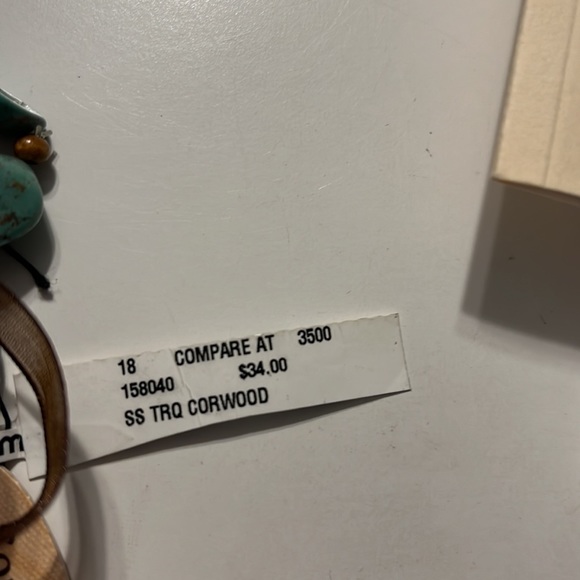 18 COMPARE AT 3500
158040 $34.00
SS TRQ CORWOOD